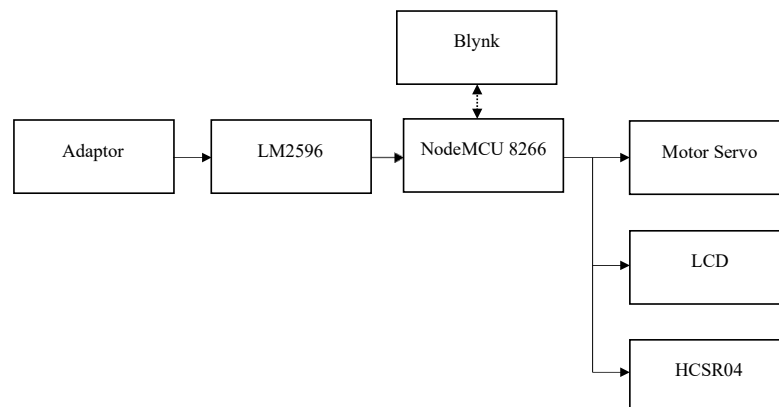 Blynk
Adaptor
LM2596
NodeMCU 8266
Motor Servo
LCD
HCSR04